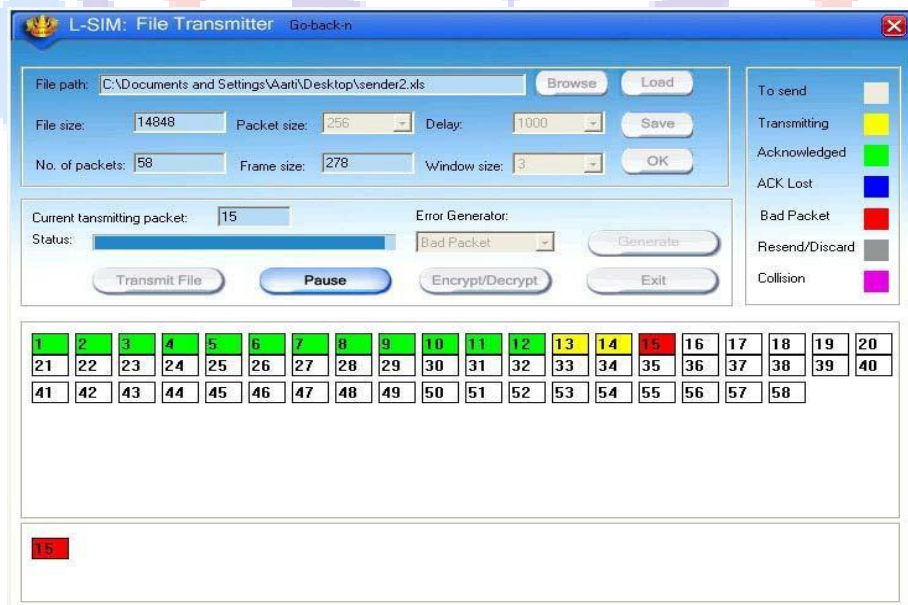 L-SIM: File Transmitter Go-back-n
File path: C:\Documents and Settings\Aarti\Desktop\sender2.xls Browse Load
File size: 14848 Packet size: 256 Delay: 1000 Save
No. of packets: 58 Frame size: 278 Window size: 3 OK
To send
Transmitting
Acknowledged
ACK Lost
Bad Packet
Resend/Discard
Collision
Current tansmitting packet: 15 Error Generator:
Status: Bad Packet Generate
Transmit File Pause Encrypt/Decrypt Exit
1 2 3 4 5 6 7 8 9 10 11 12 13 14 15 16 17 18 19 20
21 22 23 24 25 26 27 28 29 30 31 32 33 34 35 36 37 38 39 40
41 42 43 44 45 46 47 48 49 50 51 52 53 54 55 56 57 58
15